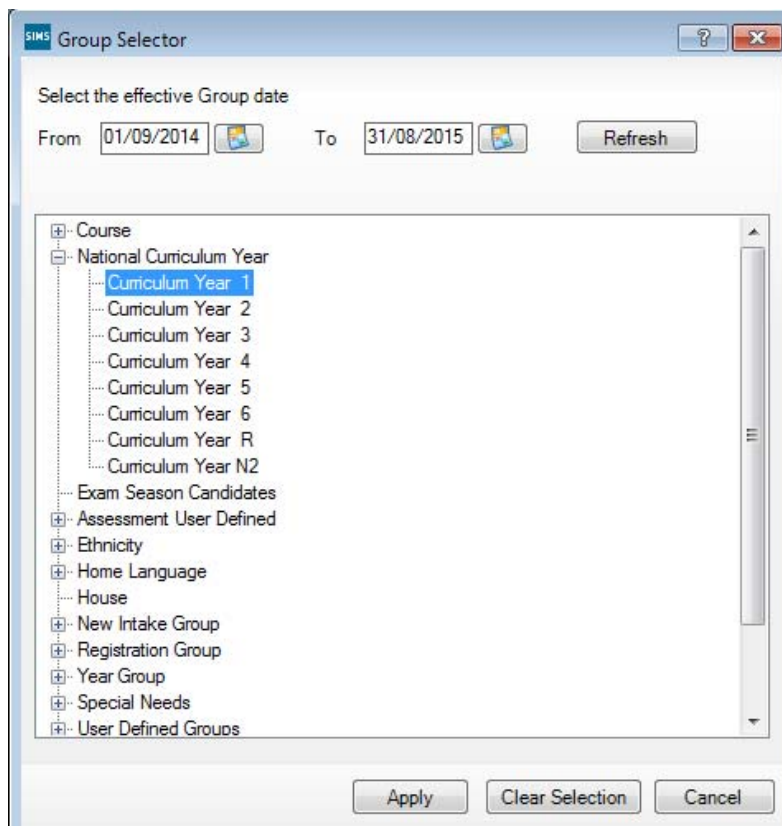 SIMS Group Selector
Select the effective Group date
From 01/09/2014 To 31/08/2015 Refresh
Course
National Curriculum Year
Curriculum Year 1
Curriculum Year 2
Curriculum Year 3
Curriculum Year 4
Curriculum Year 5
Curriculum Year 6
Curriculum Year R
Curriculum Year N2
Exam Season Candidates
Assessment User Defined
Ethnicity
Home Language
House
New Intake Group
Registration Group
Year Group
Special Needs
User Defined Groups
Apply Clear Selection Cancel